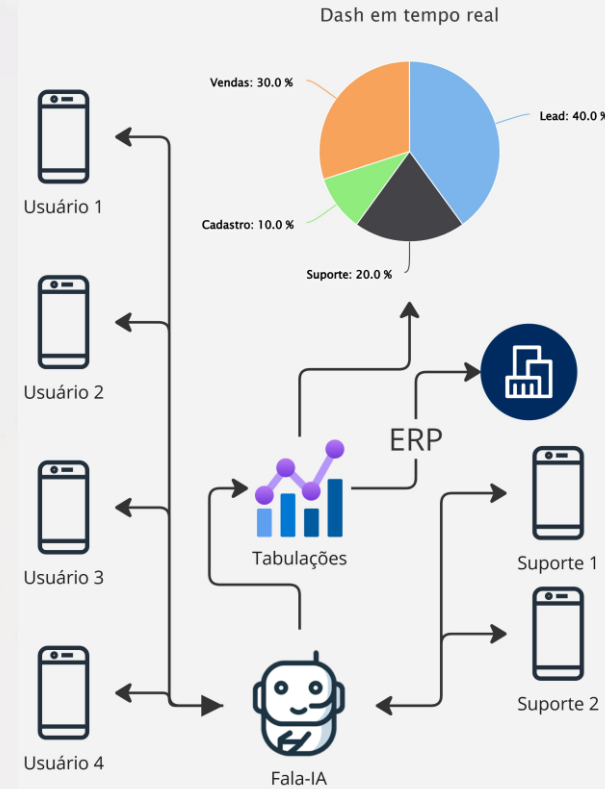 Dash em tempo real
Vendas: 30.0 %
Lead: 40.0 %
Cadastro: 10.0 %
Suporte: 20.0 %
Usuário 1
Usuário 2
ERP
Tabulações
Suporte 1
Usuário 3
Suporte 2
Usuário 4
Fala-IA